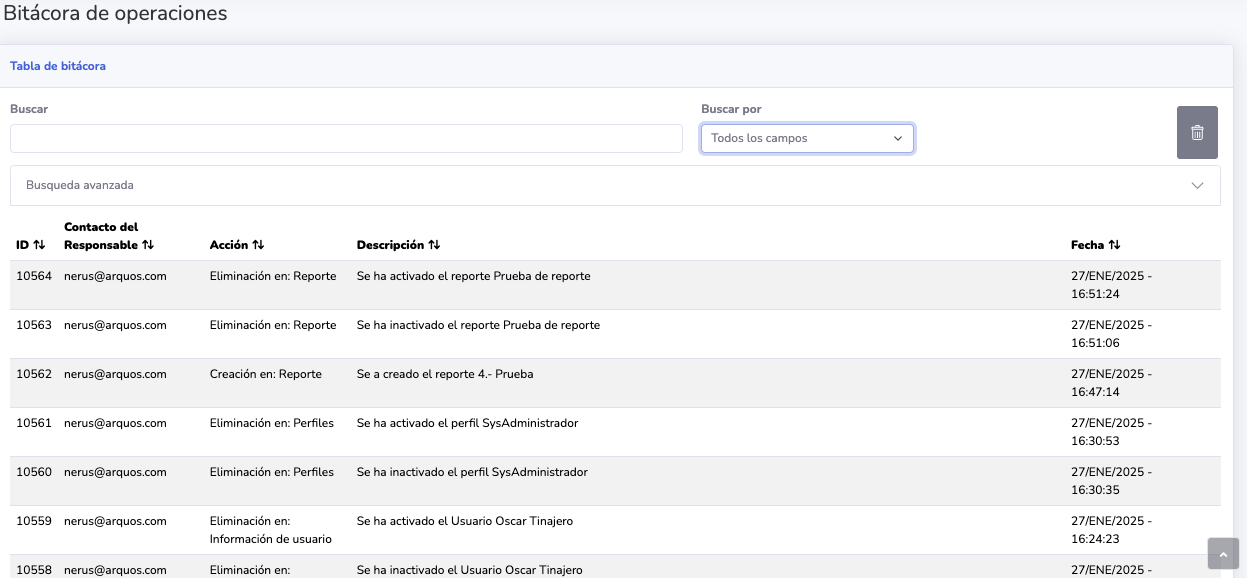 Bitácora de operaciones
Tabla de bitácora
Buscar
Buscar por
Todos los campos
Busqueda avanzada
Contacto del
ID Responsable Acción Descripción Fecha
10564 nerus@arquos.com Eliminación en: Reporte Se ha activado el reporte Prueba de reporte 27/ENE/2025 -
16:51:24
10563 nerus@arquos.com Eliminación en: Reporte Se ha inactivado el reporte Prueba de reporte 27/ENE/2025 -
16:51:06
10562 nerus@arquos.com Creación en: Reporte Se a creado el reporte 4.- Prueba 27/ENE/2025 -
16:47:14
10561 nerus@arquos.com Eliminación en: Perfiles Se ha activado el perfil SysAdministrador 27/ENE/2025 -
16:30:53
10560 nerus@arquos.com Eliminación en: Perfiles Se ha inactivado el perfil SysAdministrador 27/ENE/2025 -
16:30:35
10559 nerus@arquos.com Eliminación en: Se ha activado el Usuario Oscar Tinajero 27/ENE/2025 -
Información de usuario 16:24:23
10558 nerus@arquos.com Eliminación en: Se ha inactivado el Usuario Oscar Tinajero 27/ENE/2025 -